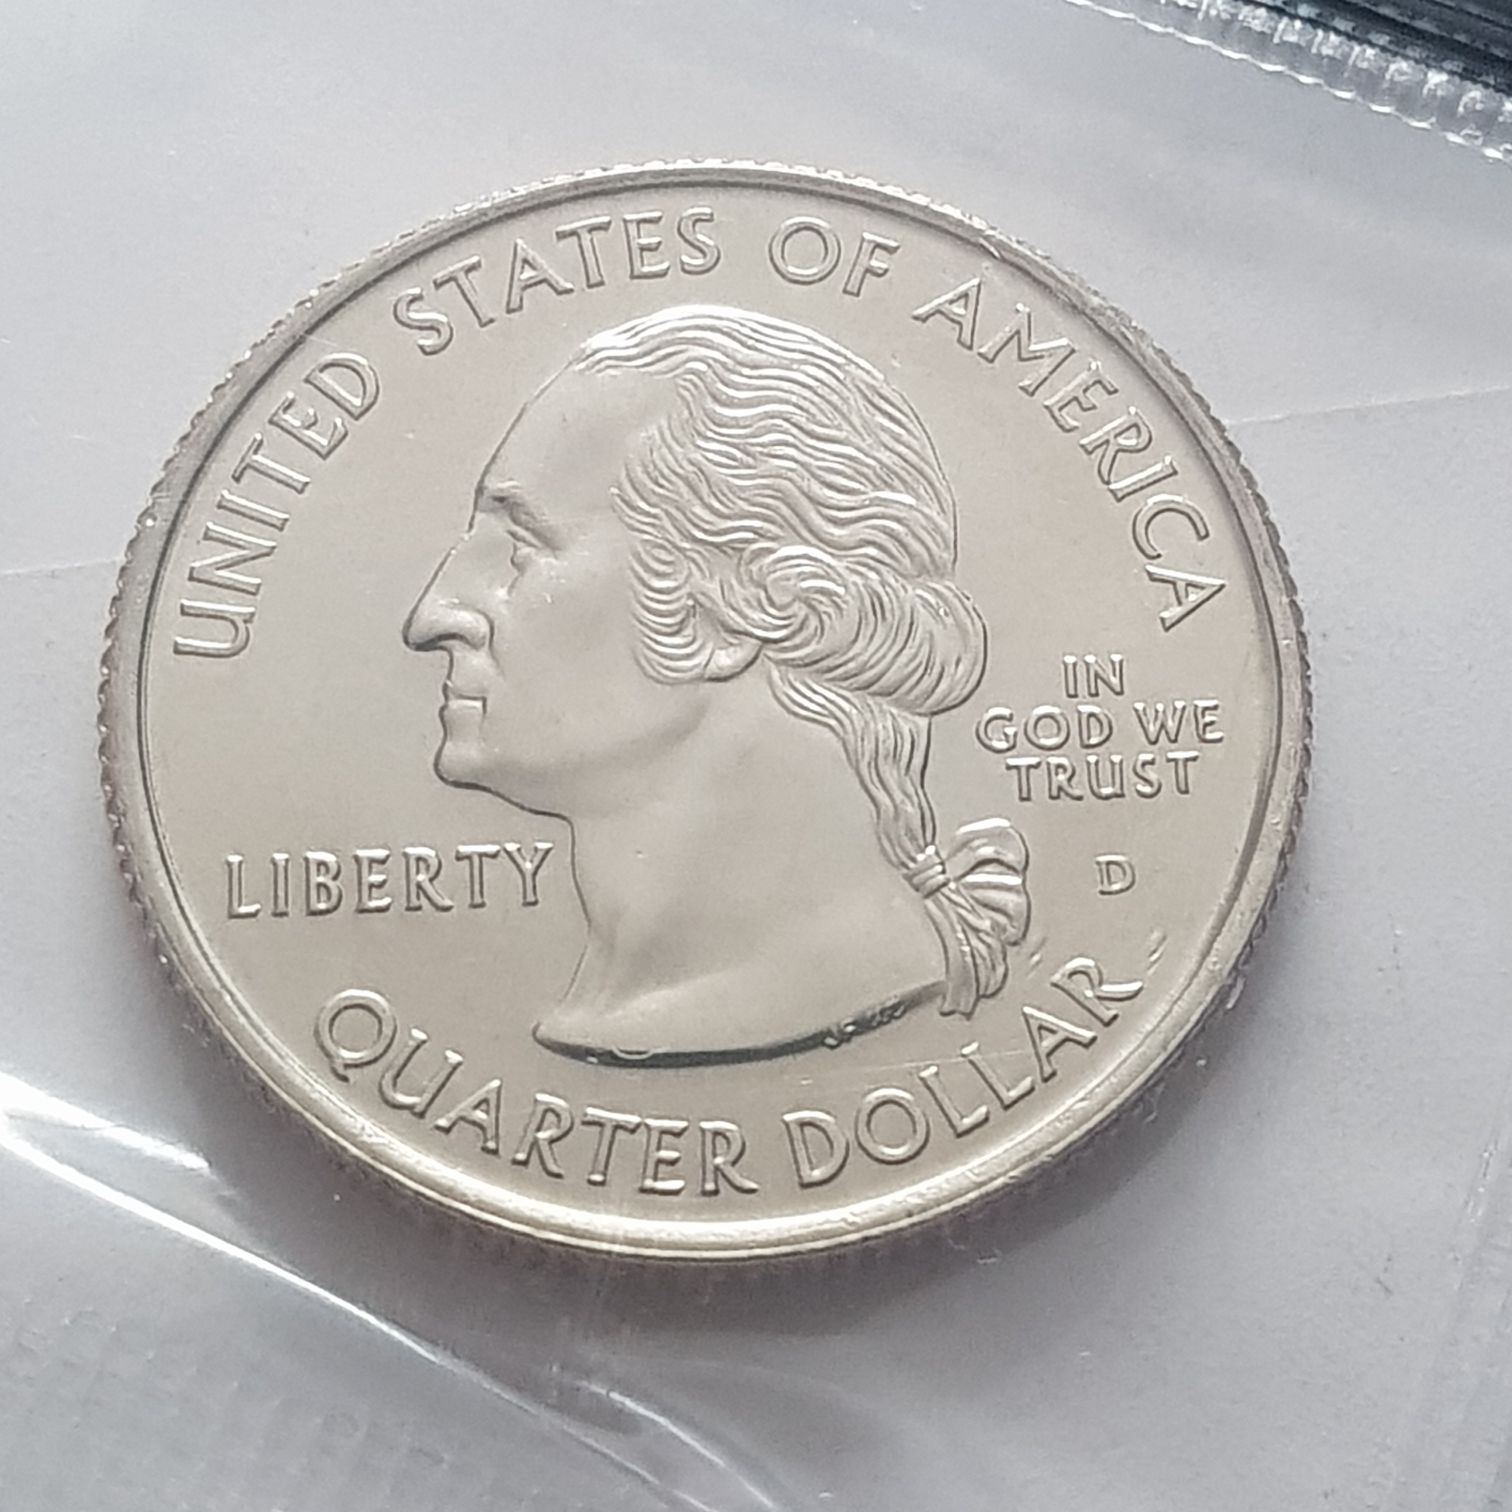 UNITED STATES OF AMERICA
IN
GOD WE
TRUST
LIBERTY
D
QUARTER DOLLAR